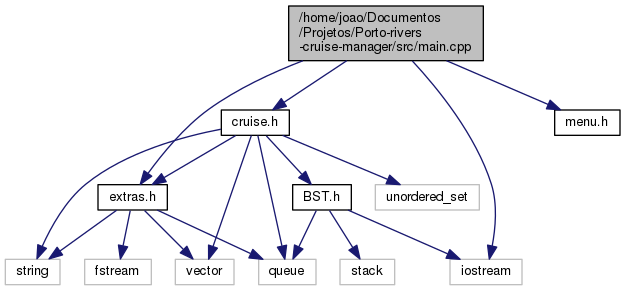 /home/joao/Documentos
/Projetos/Porto-rivers
-cruise-manager/src/main.cpp
cruise.h
menu.h
extras.h
BST.h
unordered_set
string
fstream
vector
queue
stack
iostream